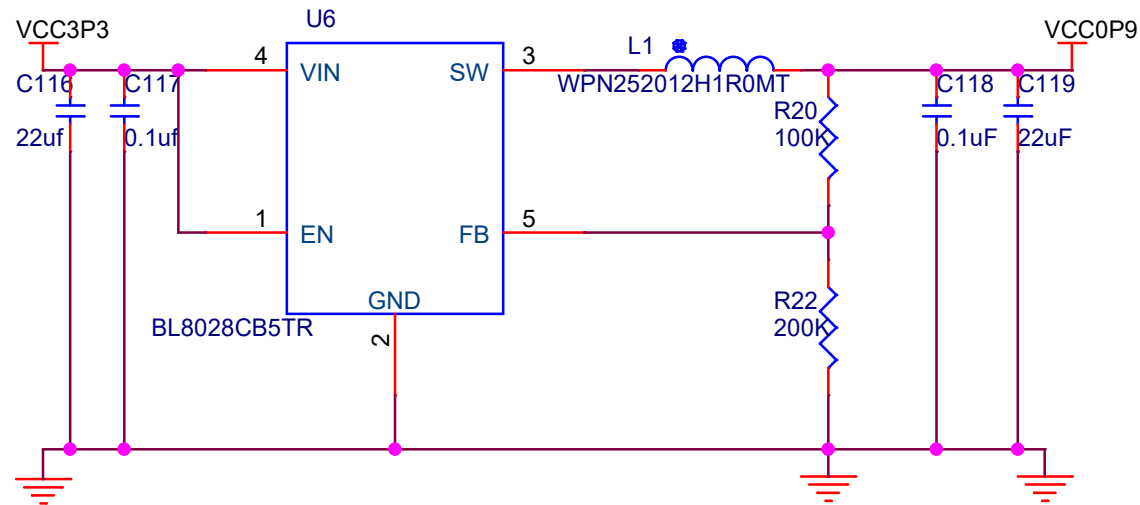 U6
VCC3P3
VCC0P9
4
VIN
SW
3
L1
C116
C117
WPN252012H1R0MT
C118
C119
22uf
0.1uf
R20
100K
0.1uF
22uF
1
EN
FB
5
GND
R22
200K
BL8028CB5TR
2